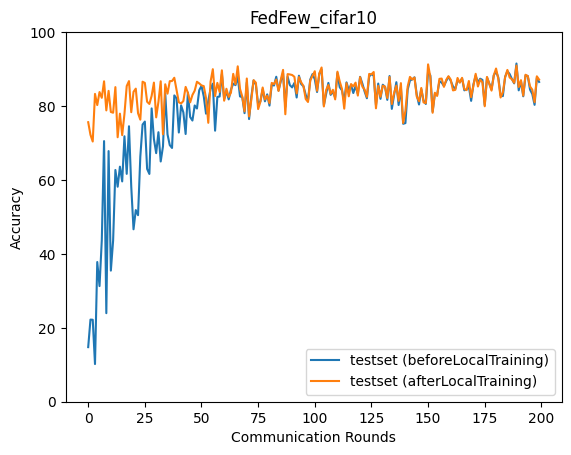 FedFew_cifar10
100
80
60
40
20
0
Accuracy
testset (beforeLocalTraining)
testset (afterLocalTraining)
0 25 50 75 100 125 150 175 200
Communication Rounds